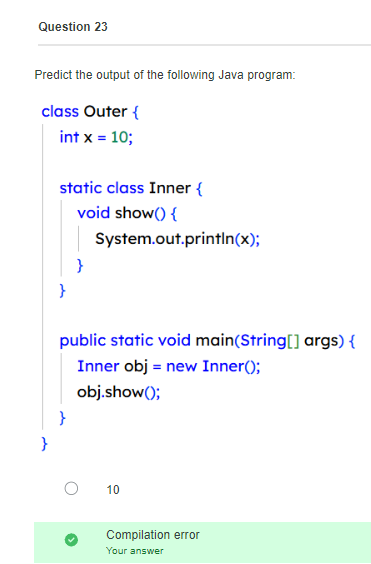 Question 23
Predict the output of the following Java program:
class Outer {
int x = 10;
static class Inner {
void show() {
System.out.println(x);
}
}
public static void main(String[] args) {
Inner obj = new Inner();
obj.show();
}
}
10
Compilation error
Your answer